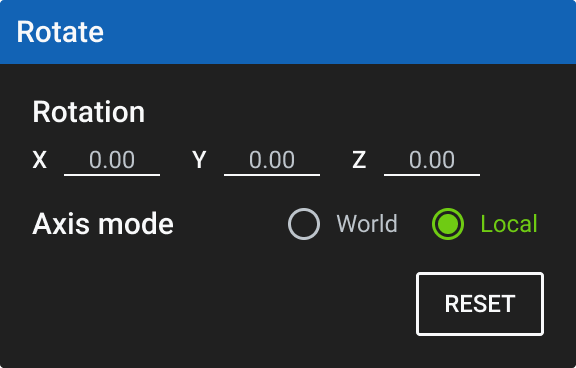 Rotate
Rotation
X 0.00 Y 0.00 Z 0.00
Axis mode World Local
RESET